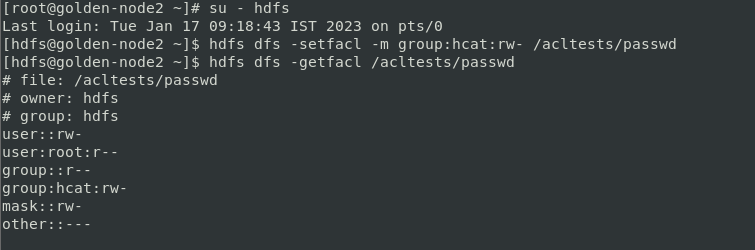 [root@golden-node2 ~]# su - hdfs
Last login: Tue Jan 17 09:18:43 IST 2023 on pts/0
[hdfs@golden-node2 ~]$ hdfs dfs -setfacl -m group:hcat:rw- /acltests/passwd
[hdfs@golden-node2 ~]$ hdfs dfs -getfacl /acltests/passwd
# file: /acltests/passwd
# owner: hdfs
# group: hdfs
user::rw-
user:root:r--
group::r--
group:hcat:rw-
mask::rw-
other::---